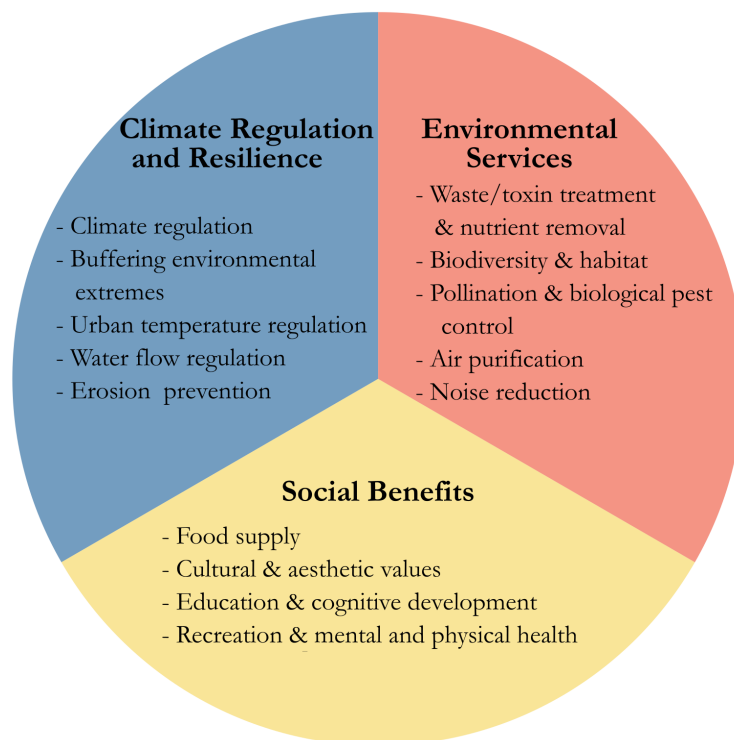 Climate Regulation
and Resilience
- Climate regulation
- Buffering environmental
extremes
- Urban temperature regulation
- Water flow regulation
- Erosion prevention
Environmental
Services
- Waste/toxin treatment
& nutrient removal
- Biodiversity & habitat
- Pollination & biological pest
control
- Air purification
- Noise reduction
Social Benefits
- Food supply
- Cultural & aesthetic values
- Education & cognitive development
- Recreation & mental and physical health